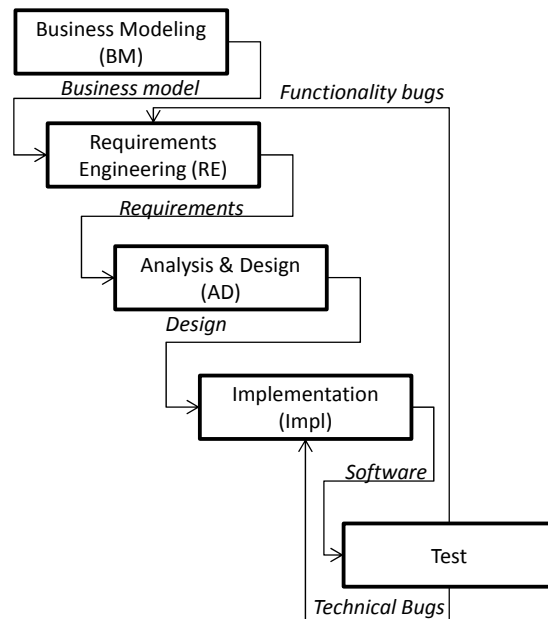 Business Modeling
(BM)
Business model
Functionality bugs
Requirements
Engineering (RE)
Requirements
Analysis & Design
(AD)
Design
Implementation
(Impl)
Software
Test
Technical Bugs